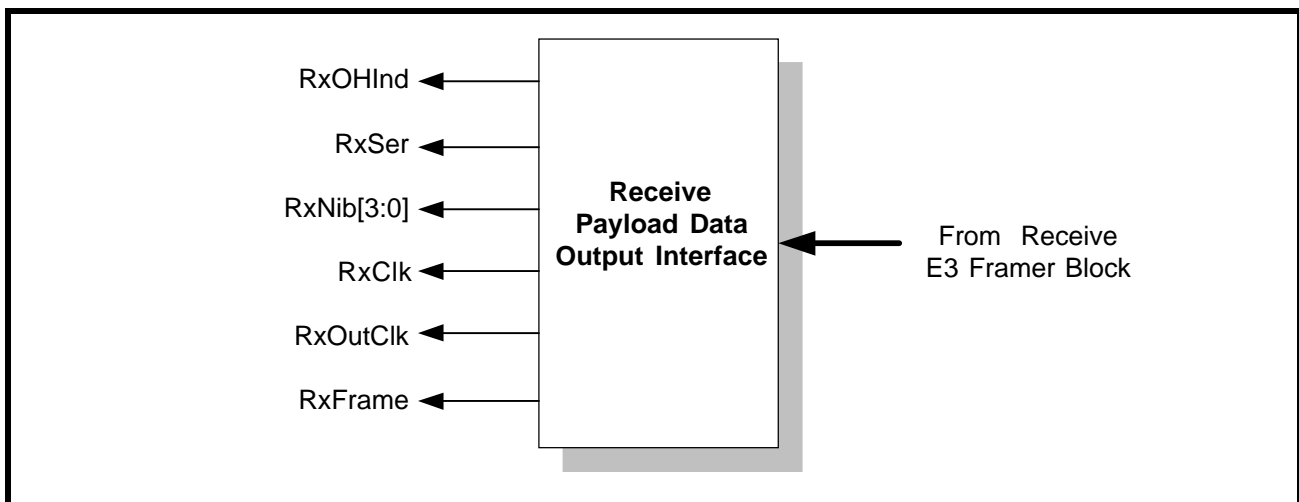 RxOHInd
RxSer
RxNib[3:0]
RxClk
RxOutClk
RxFrame
Receive
Payload Data
Output Interface
From Receive
E3 Framer Block